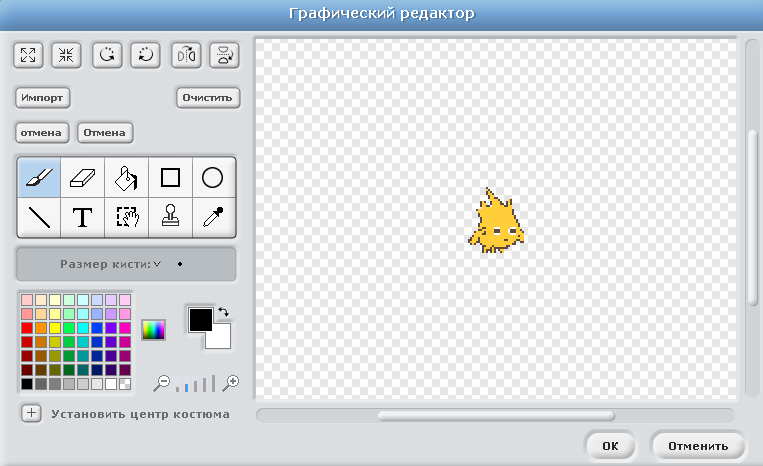 Графический редактор
Импорт
Очистить
отмена
Отмена
T
Размер кисти:
Установить центр костюма
OK
Отменить